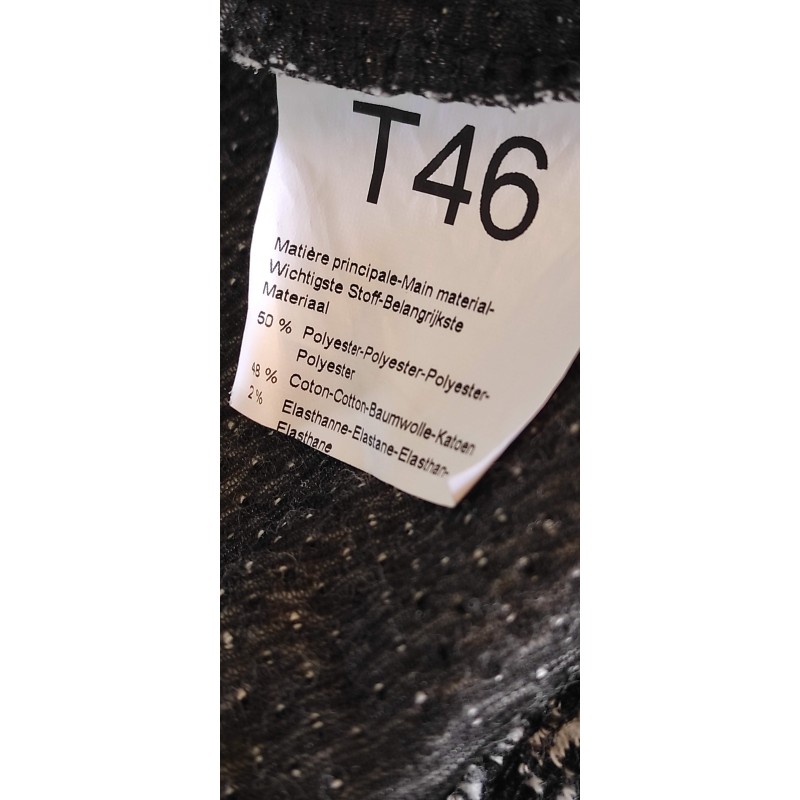 T46
Matière principale-Main material-
Wichtigste Stoff-Belangrijkste
Materiaal
50 % Polyester-Polyester-Polyester-
Polyester
48 % Coton-Cotton-Baumwolle-Katoen
2 % Elasthanne-Elastane-Elasthan-
Elasthane